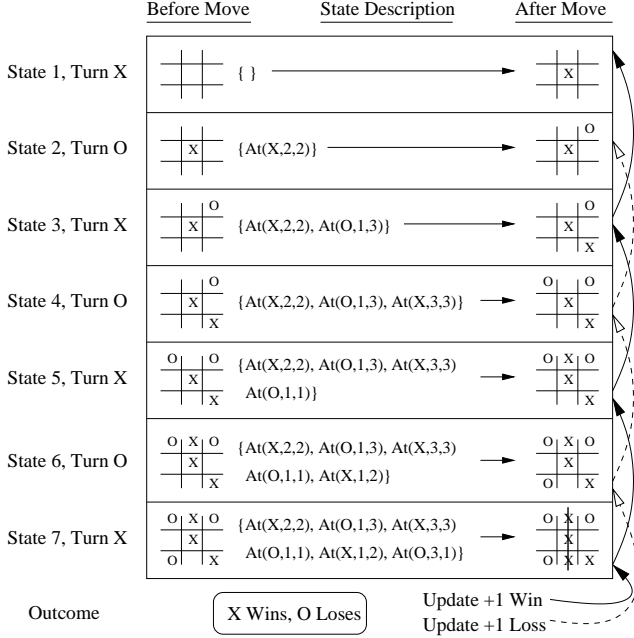 Before Move State Description After Move
State 1, Turn X { } X
State 2, Turn O X {At(X,2,2)} O X
State 3, Turn X O X {At(X,2,2), At(O,1,3)} O X X
State 4, Turn O O X X {At(X,2,2), At(O,1,3), At(X,3,3)} O O X X
State 5, Turn X O O X X {At(X,2,2), At(O,1,3), At(X,3,3) At(O,1,1)} O X O X X
State 6, Turn O O X O X X {At(X,2,2), At(O,1,3), At(X,3,3) At(O,1,1), At(X,1,2)} O X O X O X
State 7, Turn X O X O X O X {At(X,2,2), At(O,1,3), At(X,3,3) At(O,1,1), At(X,1,2), At(O,3,1)} O X O X O X X
Outcome X Wins, O Loses Update +1 Win
Update +1 Loss